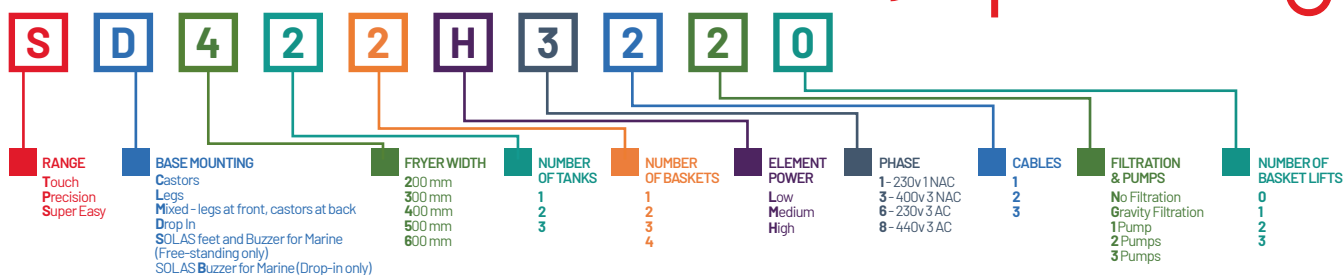 S D 4 2 2 H 3 2 2 0
RANGE
Touch
Precision
Super Easy
BASE MOUNTING
Castors
Legs
Mixed - legs at front, castors at back
Drop In
SOLAS feet and Buzzer for Marine
(Free-standing only)
SOLAS Buzzer for Marine (Drop-in only)
FRYER WIDTH
200 mm
300 mm
400 mm
500 mm
600 mm
NUMBER
OF TANKS
1
2
3
NUMBER
OF BASKETS
1
2
3
4
ELEMENT
POWER
Low
Medium
High
PHASE
1 - 230v 1 NAC
3 - 400v 3 NAC
6 - 230v 3 AC
8 - 440v 3 AC
CABLES
1
2
3
FILTRATION
& PUMPS
No Filtration
Gravity Filtration
1 Pump
2 Pumps
3 Pumps
NUMBER OF
BASKET LIFTS
0
1
2
3